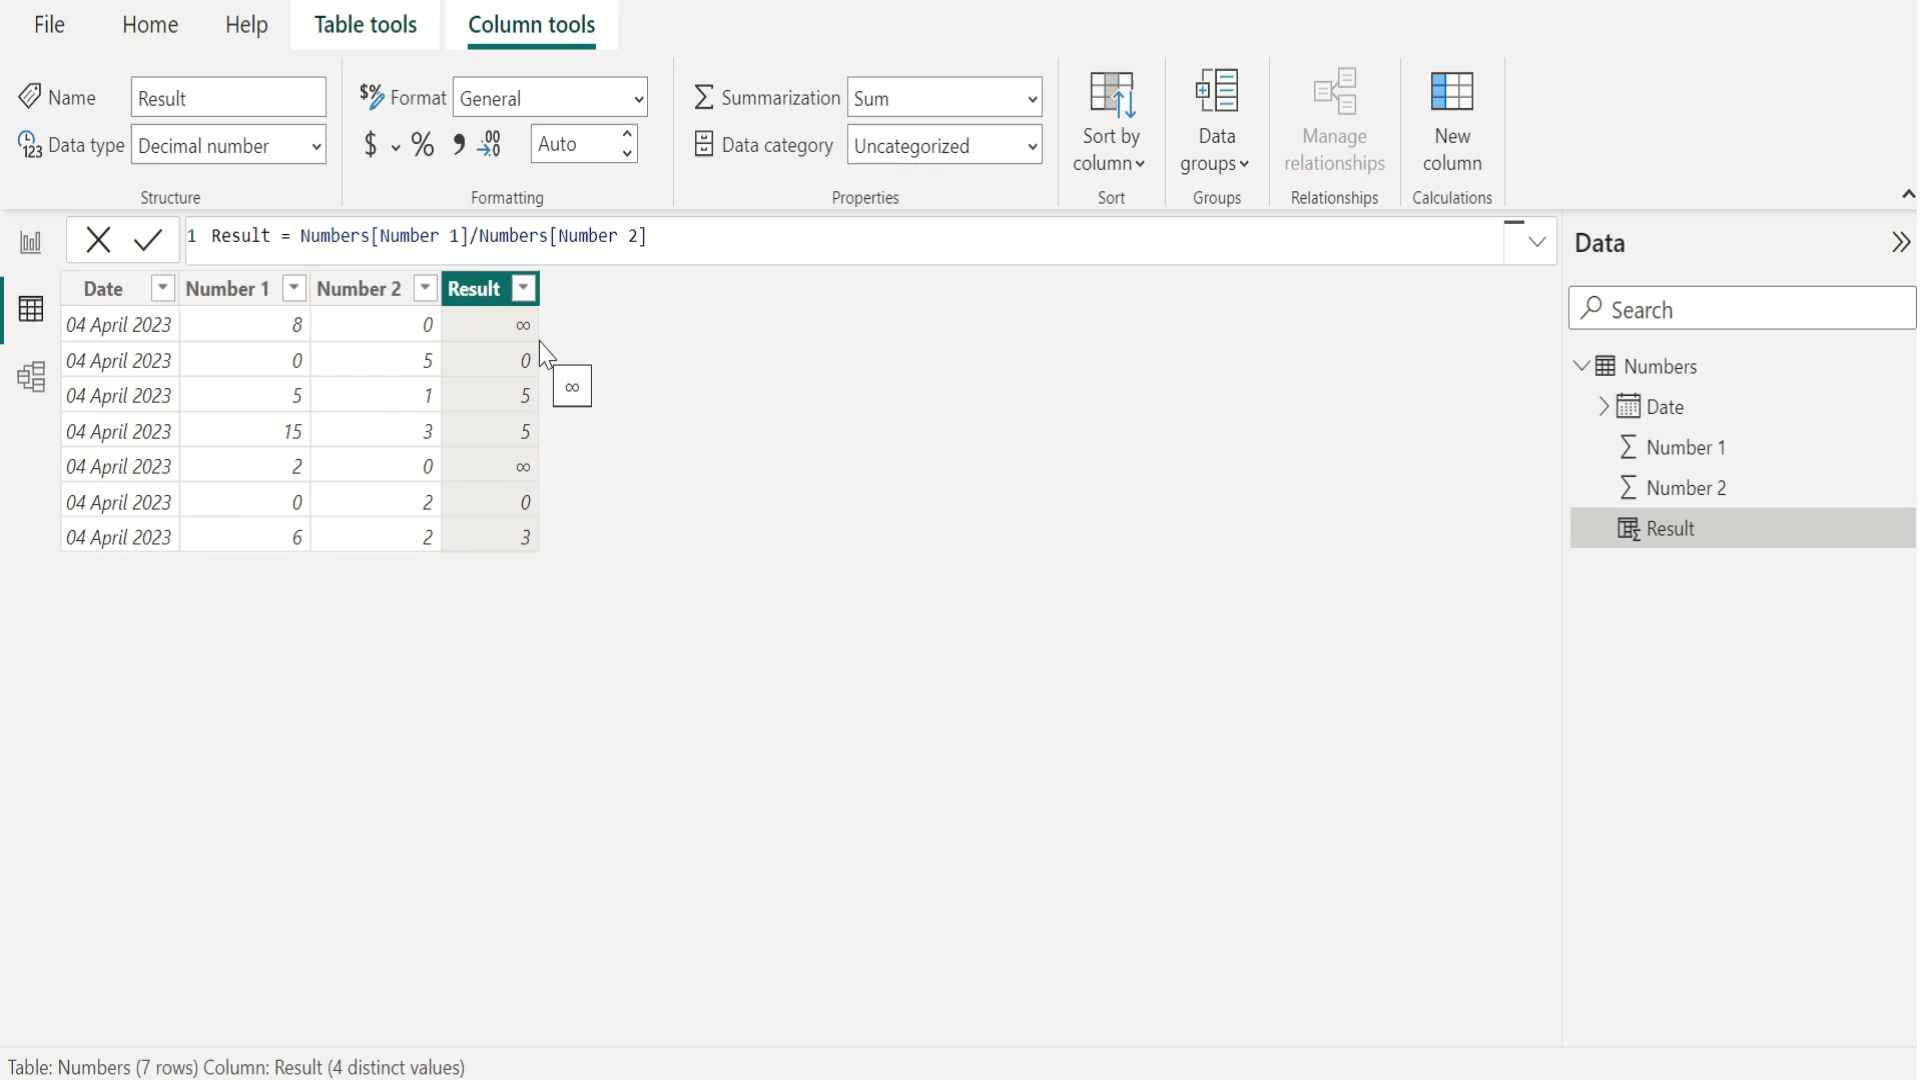 File Home Help Table tools Column tools
Name Result $% Format General Summarization Sum
Data type Decimal number $ % , .00 Auto Data category Uncategorized
Sort by column
Data groups
Manage relationships
New column
Structure Formatting Properties Sort Groups Relationships Calculations
1 Result = Numbers[Number 1]/Numbers[Number 2]
Date Number 1 Number 2 Result
04 April 2023 8 0 ∞
04 April 2023 0 5 0
04 April 2023 5 1 5
04 April 2023 15 3 5
04 April 2023 2 0 ∞
04 April 2023 0 2 0
04 April 2023 6 2 3
∞
Data
Search
Numbers
Date
Number 1
Number 2
Result
Table: Numbers (7 rows) Column: Result (4 distinct values)